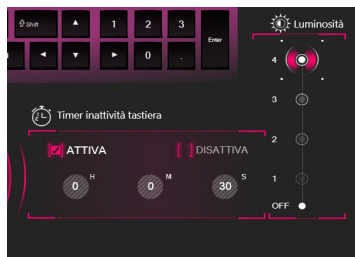 ⇧Shift ▲ 1 2 3
Enter
◄ ▼ ► 0 .
Luminosità
4
3
2
1
OFF
Timer inattività tastiera
ATTIVA DISATTIVA
0 H 0 M 30 S